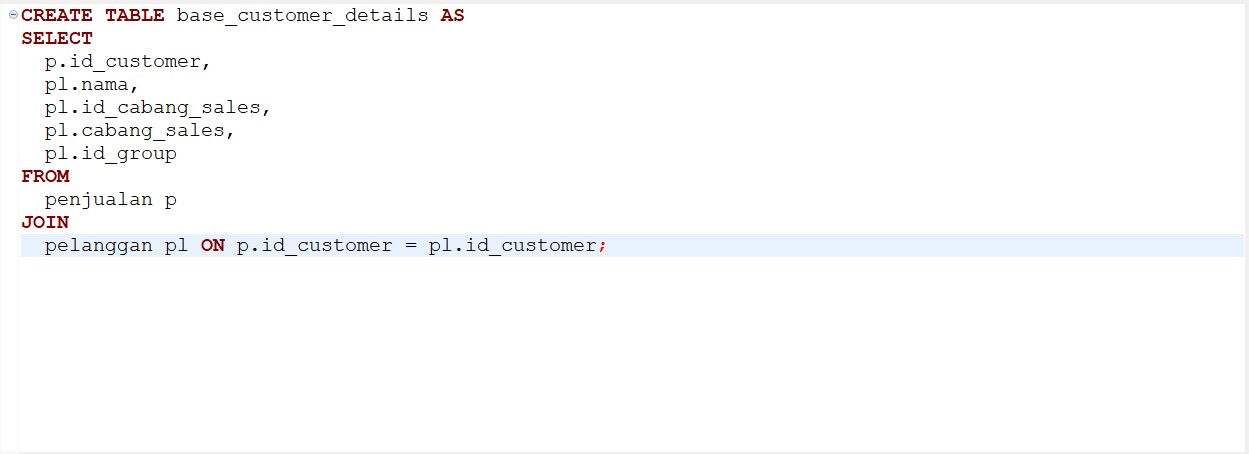 CREATE TABLE base_customer_details AS
SELECT
  p.id_customer,
  pl.nama,
  pl.id_cabang_sales,
  pl.cabang_sales,
  pl.id_group
FROM
  penjualan p
JOIN
  pelanggan pl ON p.id_customer = pl.id_customer;